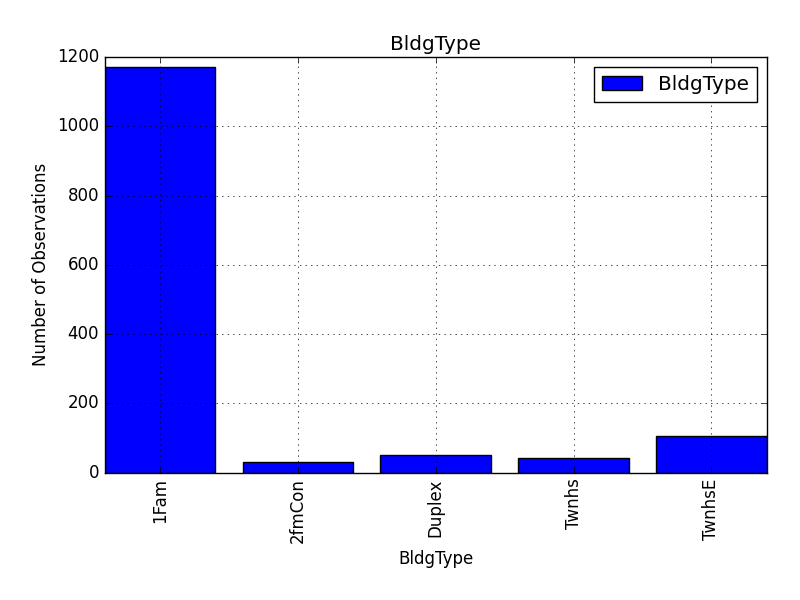 BldgType
BldgType
1200
1000
800
600
400
200
0
Number of Observations
1Fam
2fmCon
Duplex
Twnhs
TwnhsE
BldgType